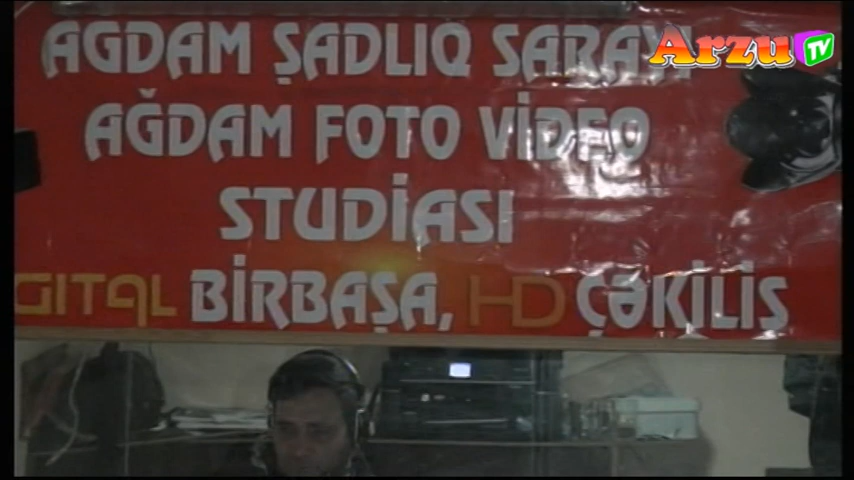 AGDAM ŞADLIQ SARAYI
Arzu TV
AĞDAM FOTO VİDEO
STUDİASI
GITAL BİRBAŞA, HD ÇƏKİLİŞ